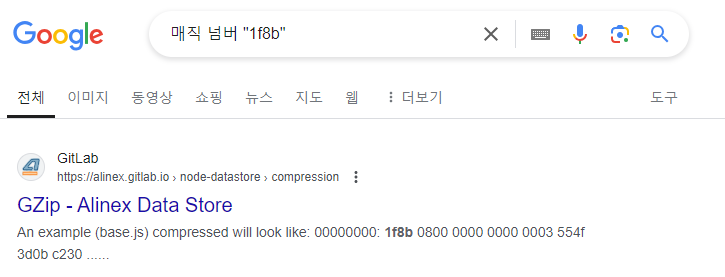 Google
매직 넘버 "1f8b"
전체 이미지 동영상 쇼핑 뉴스 지도 웹 더보기 도구
GitLab
https://alinex.gitlab.io › node-datastore › compression
GZip - Alinex Data Store
An example (base.js) compressed will look like: 00000000: 1f8b 0800 0000 0000 0003 554f
3d0b c230 ......